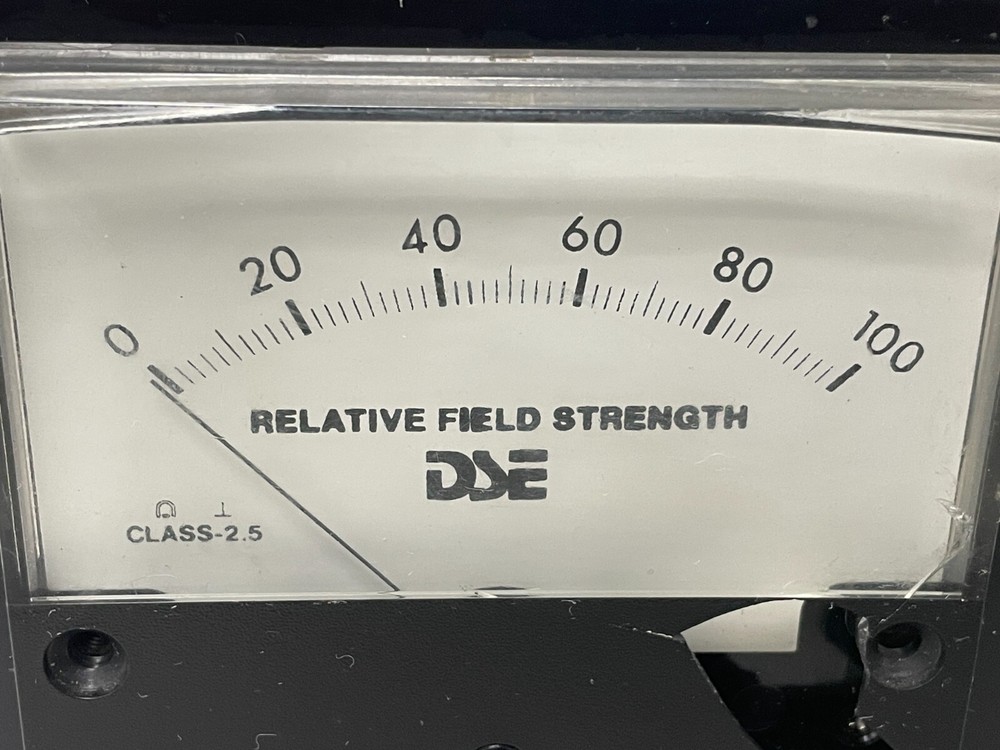 0 20 40 60 80 100
RELATIVE FIELD STRENGTH
DSE
CLASS-2.5